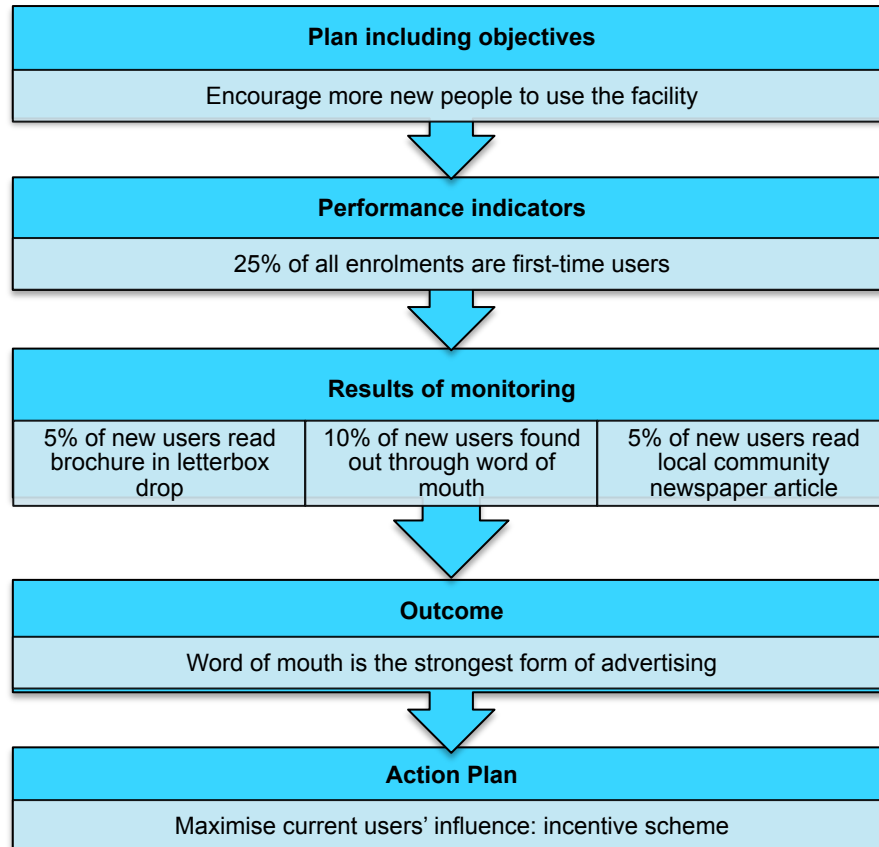 Plan including objectives
Encourage more new people to use the facility
Performance indicators
25% of all enrolments are first-time users
Results of monitoring
5% of new users read
brochure in letterbox
drop
10% of new users found
out through word of
mouth
5% of new users read
local community
newspaper article
Outcome
Word of mouth is the strongest form of advertising
Action Plan
Maximise current users’ influence: incentive scheme